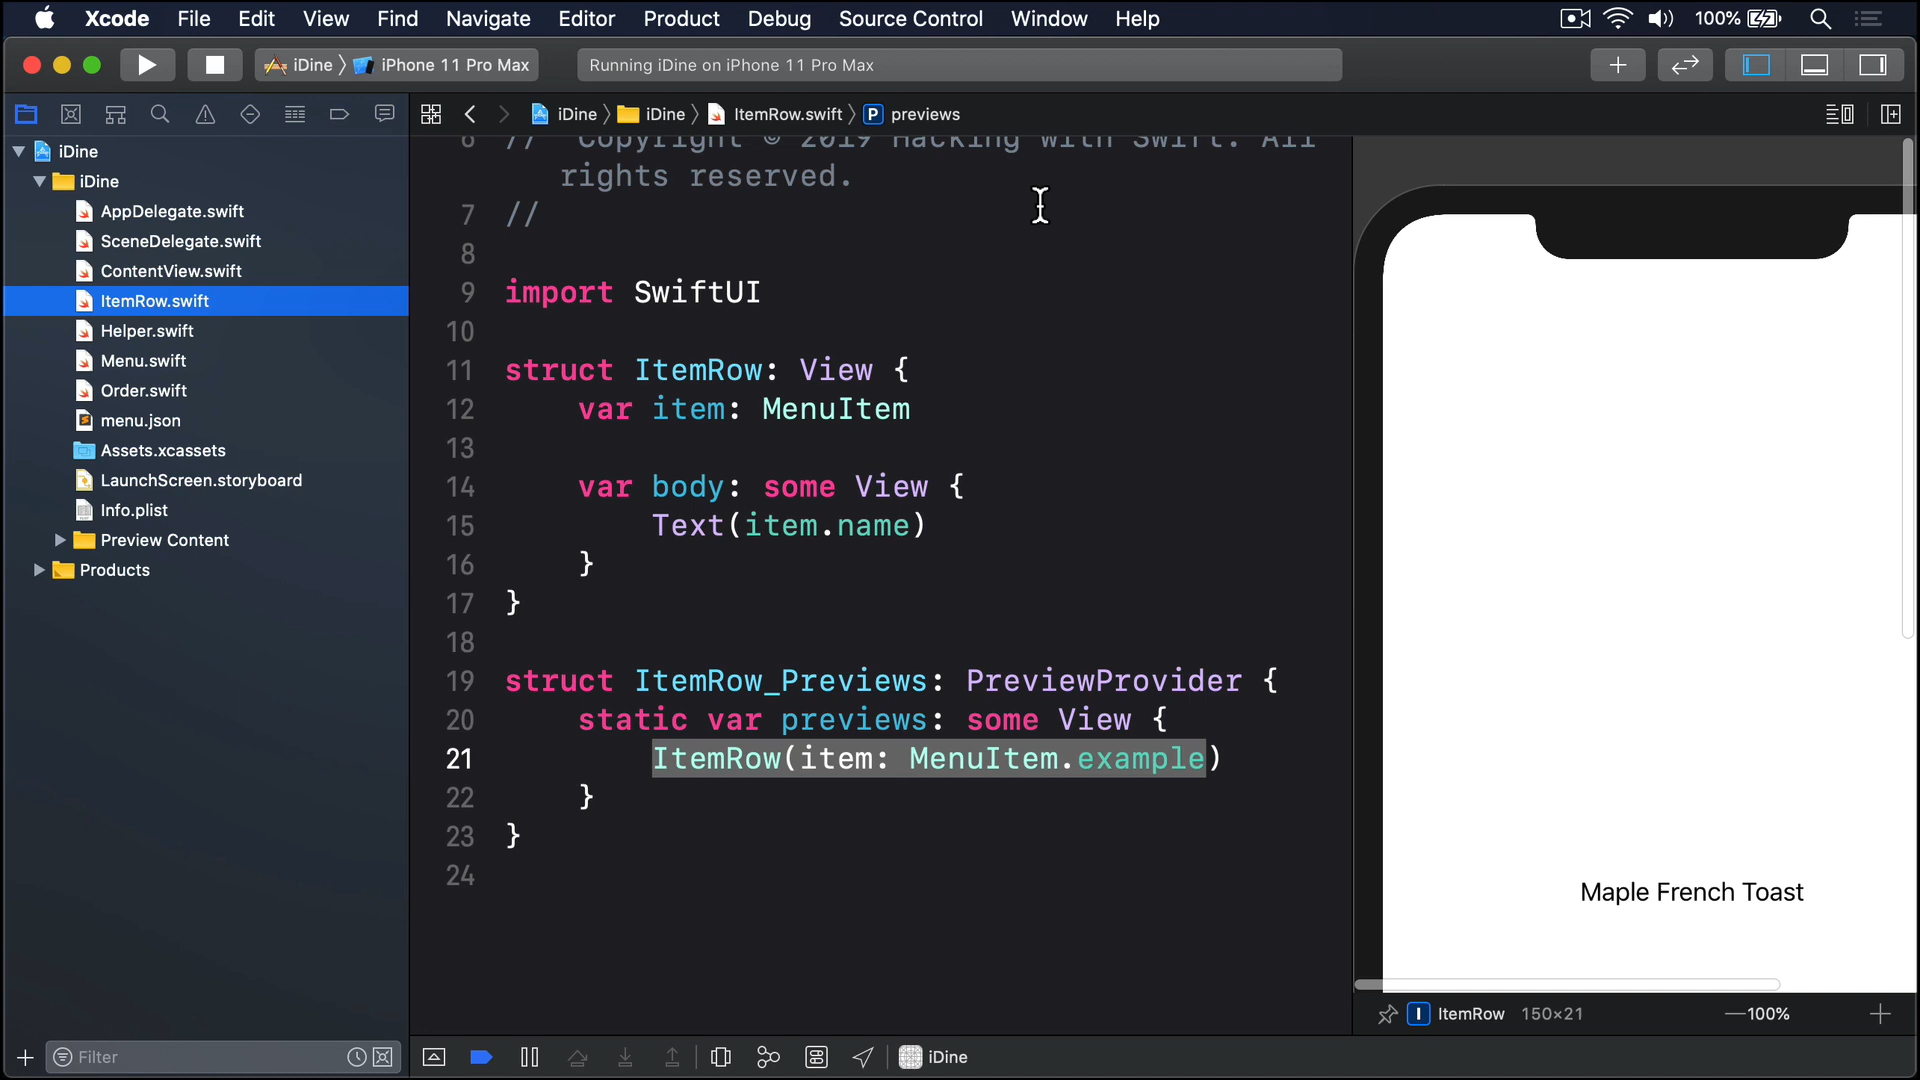 Xcode File Edit View Find Navigate Editor Product Debug Source Control Window Help 100%
iDine iPhone 11 Pro Max Running iDine on iPhone 11 Pro Max
iDine iDine ItemRow.swift P previews
iDine
iDine
AppDelegate.swift
SceneDelegate.swift
ContentView.swift
ItemRow.swift
Helper.swift
Menu.swift
Order.swift
menu.json
Assets.xcassets
LaunchScreen.storyboard
Info.plist
Preview Content
Products
Filter
6 // Copyright © 2019 Hacking with Swift. All
rights reserved.
7 //
8
9 import SwiftUI
10
11 struct ItemRow: View {
12 var item: MenuItem
13
14 var body: some View {
15 Text(item.name)
16 }
17 }
18
19 struct ItemRow_Previews: PreviewProvider {
20 static var previews: some View {
21 ItemRow(item: MenuItem.example)
22 }
23 }
24
Maple French Toast
I ItemRow 150×21 —100% +
iDine